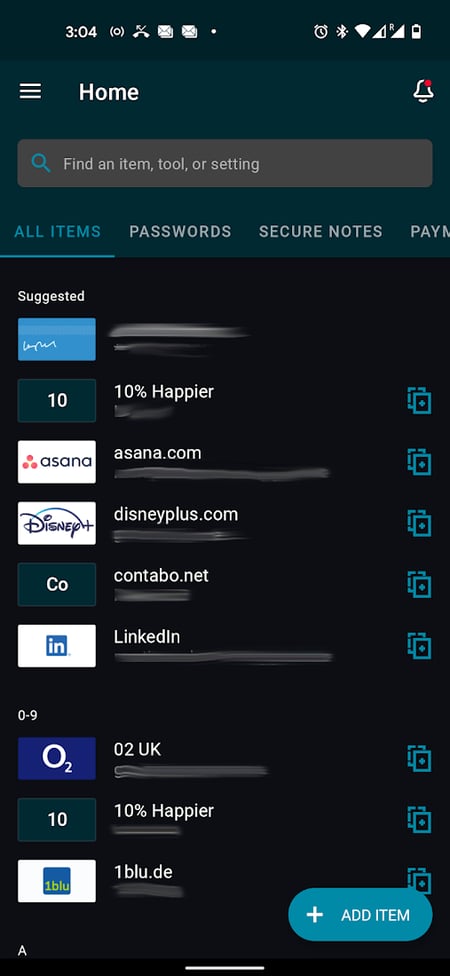 3:04
R
Home
Find an item, tool, or setting
ALL ITEMS PASSWORDS SECURE NOTES PAYM
Suggested
10
10% Happier
asana
asana.com
Disney+
disneyplus.com
Co
contabo.net
in
LinkedIn
0-9
O2
02 UK
10
10% Happier
1blu
1blu.de
+ ADD ITEM
A